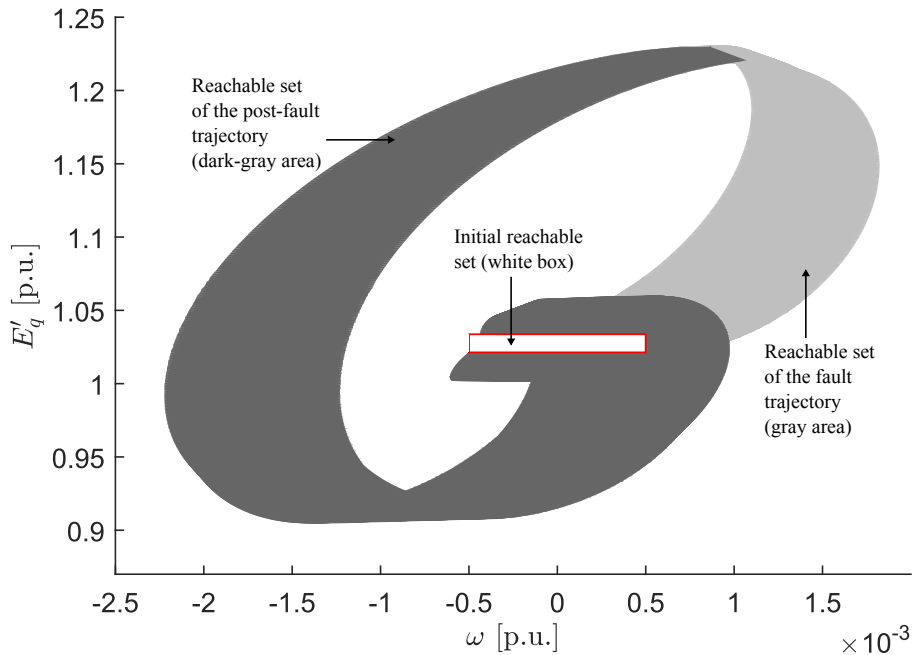 1.25
1.2
1.15
1.1
1.05
1
0.95
0.9
E′q [p.u.]
Reachable set
of the post-fault
trajectory
(dark-gray area)
Initial reachable
set (white box)
Reachable set
of the fault
trajectory
(gray area)
-2.5 -2 -1.5 -1 -0.5 0 0.5 1 1.5
ω [p.u.]
×10-3